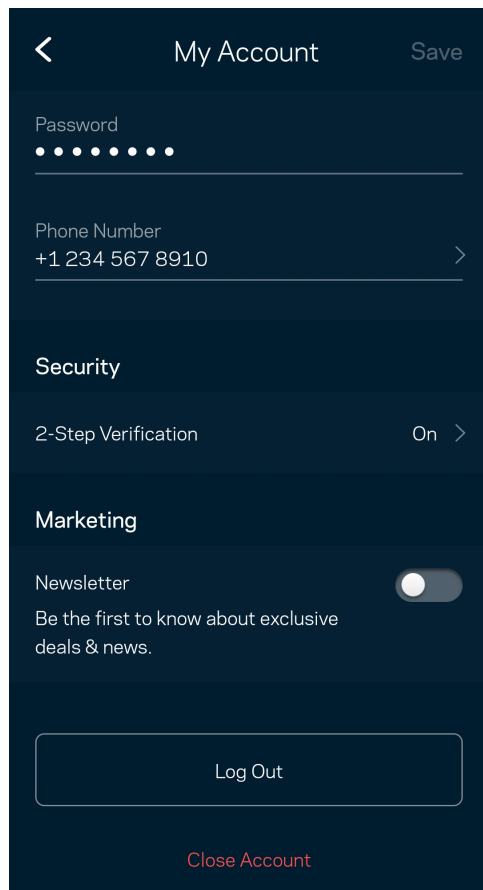 My Account
Save
Password
••••••••
Phone Number
+1 234 567 8910
Security
2-Step Verification
On
Marketing
Newsletter
Be the first to know about exclusive
deals & news.
Log Out
Close Account